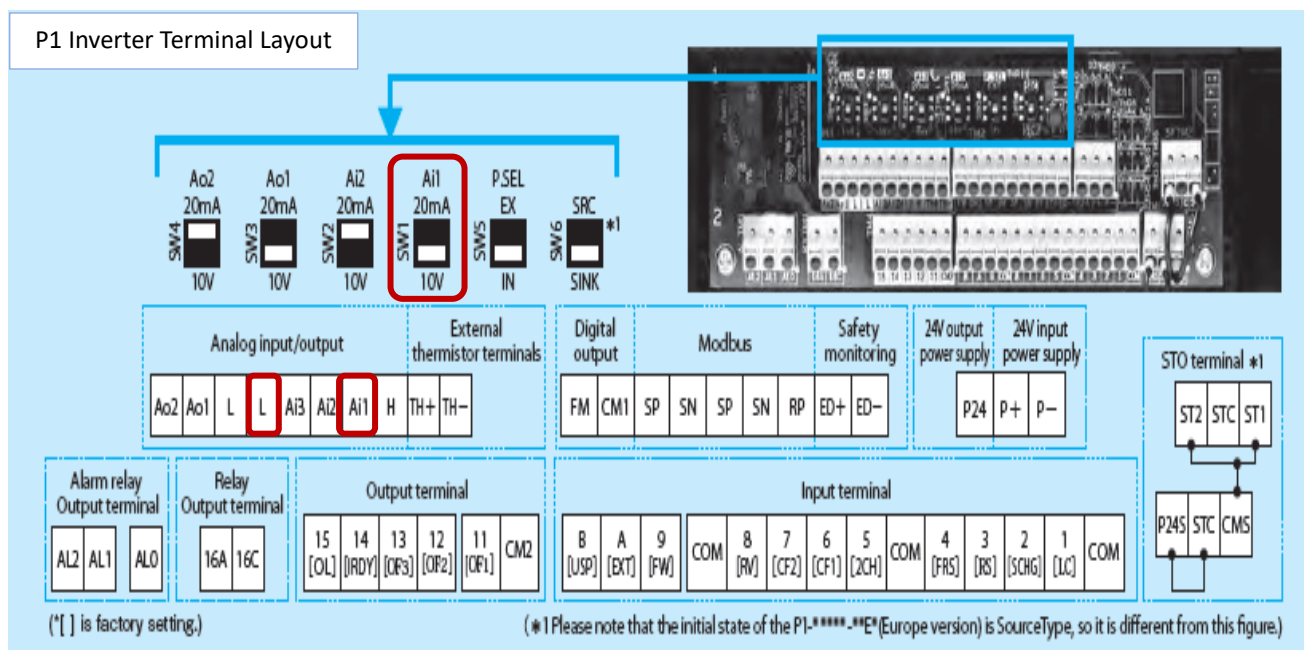 P1 Inverter Terminal Layout
Ao2 Ao1 Ai2 Ai1 P.SEL
20mA 20mA 20mA 20mA EX SRC *1
SW4 SW3 SW2 SW1 SW5 SW6
10V 10V 10V 10V IN SINK
2
Analog input/output
External
thermistor terminals
Digital
output
Modbus
Safety
monitoring
24V output
power supply
24V input
power supply
STO terminal *1
Ao2 Ao1 L L Ai3 Ai2 Ai1 H TH+ TH-
FM CM1 SP SN SP SN RP ED+ ED-
P24 P+ P-
ST2 STC ST1
P24S STC CMS
Alarm relay
Output terminal
Relay
Output terminal
Output terminal
Input terminal
AL2 AL1 AL0
16A 16C
15 14 13 12 11 CM2
[OL] [IRDY] [OF3] [OF2] [OF1]
B A 9 COM 8 7 6 5 COM 4 3 2 1 COM
[USP] [EXT] [FW] [RV] [CF2] [CF1] [2CH] [FRS] [RS] [SCHG] [LC]
(*[ ] is factory setting.)
(*1 Please note that the initial state of the P1-*****-**E*(Europe version) is SourceType, so it is different from this figure.)